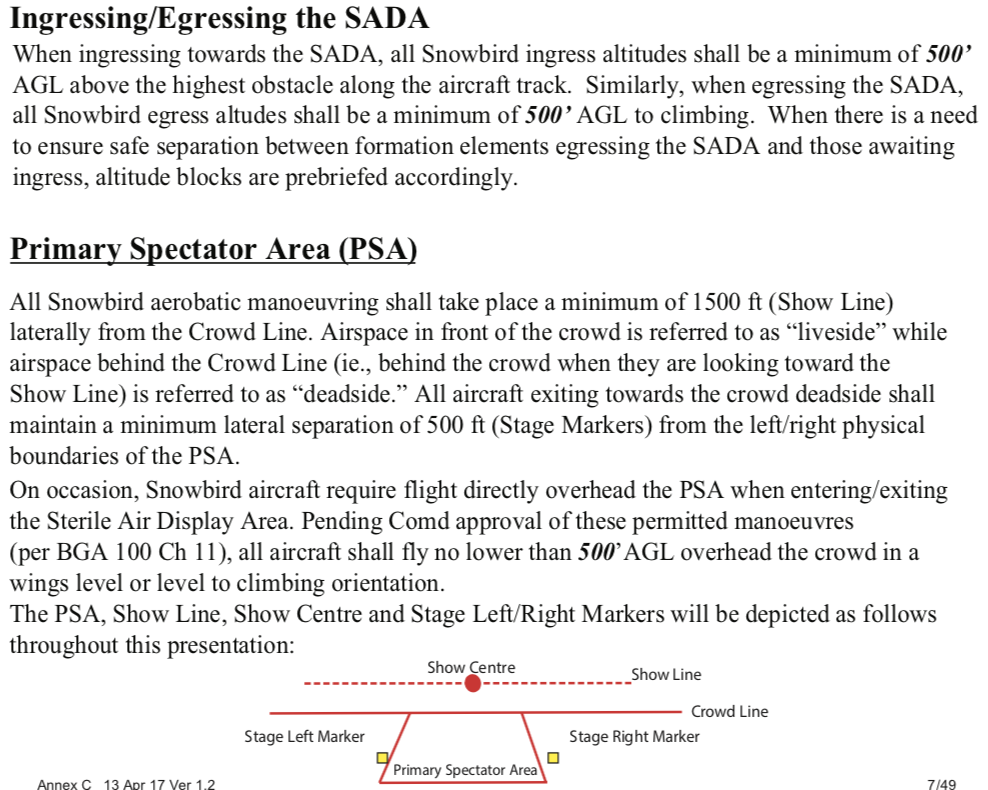 Ingressing/Egressing the SADA
When ingressing towards the SADA, all Snowbird ingress altitudes shall be a minimum of 500’
AGL above the highest obstacle along the aircraft track.  Similarly, when egressing the SADA,
all Snowbird egress altudes shall be a minimum of 500’ AGL to climbing.  When there is a need
to ensure safe separation between formation elements egressing the SADA and those awaiting
ingress, altitude blocks are prebriefed accordingly.
Primary Spectator Area (PSA)
All Snowbird aerobatic manoeuvring shall take place a minimum of 1500 ft (Show Line)
laterally from the Crowd Line. Airspace in front of the crowd is referred to as “liveside” while
airspace behind the Crowd Line (ie., behind the crowd when they are looking toward the
Show Line) is referred to as “deadside.” All aircraft exiting towards the crowd deadside shall
maintain a minimum lateral separation of 500 ft (Stage Markers) from the left/right physical
boundaries of the PSA.
On occasion, Snowbird aircraft require flight directly overhead the PSA when entering/exiting
the Sterile Air Display Area. Pending Comd approval of these permitted manoeuvres
(per BGA 100 Ch 11), all aircraft shall fly no lower than 500’ AGL overhead the crowd in a
wings level or level to climbing orientation.
The PSA, Show Line, Show Centre and Stage Left/Right Markers will be depicted as follows
throughout this presentation:
Show Centre
Show Line
Crowd Line
Stage Left Marker
Stage Right Marker
Primary Spectator Area
Annex C   13 Apr 17 Ver 1.2
7/49